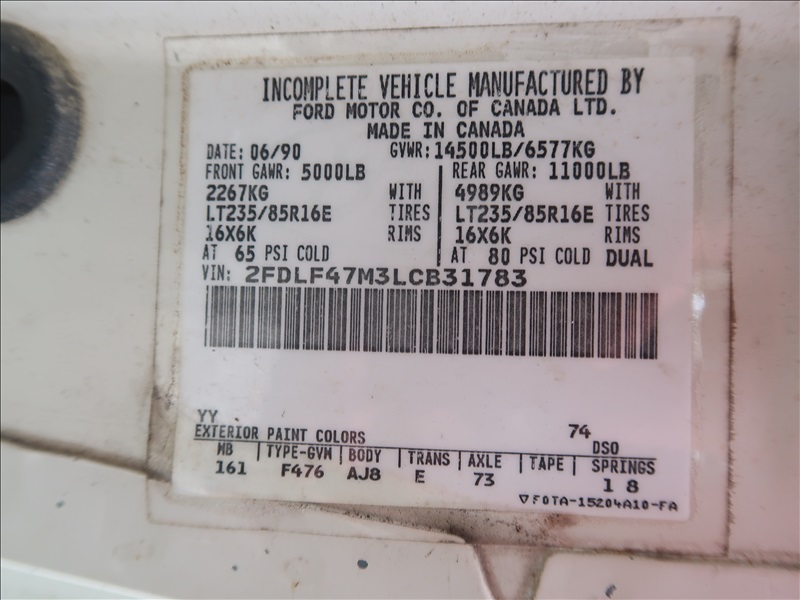 INCOMPLETE VEHICLE MANUFACTURED BY
FORD MOTOR CO. OF CANADA LTD.
MADE IN CANADA
DATE: 06/90 GVWR: 14500LB/6577KG
FRONT GAWR: 5000LB REAR GAWR: 11000LB
2267KG WITH 4989KG WITH
LT235/85R16E TIRES LT235/85R16E TIRES
16X6K RIMS 16X6K RIMS
AT 65 PSI COLD AT 80 PSI COLD DUAL
VIN: 2FDLF47M3LCB31783
YY 74
EXTERIOR PAINT COLORS DSO
MB TYPE-GVM BODY TRANS AXLE TAPE SPRINGS
161 F476 AJ8 E 73 1 8
F0TA-15204A10-FA